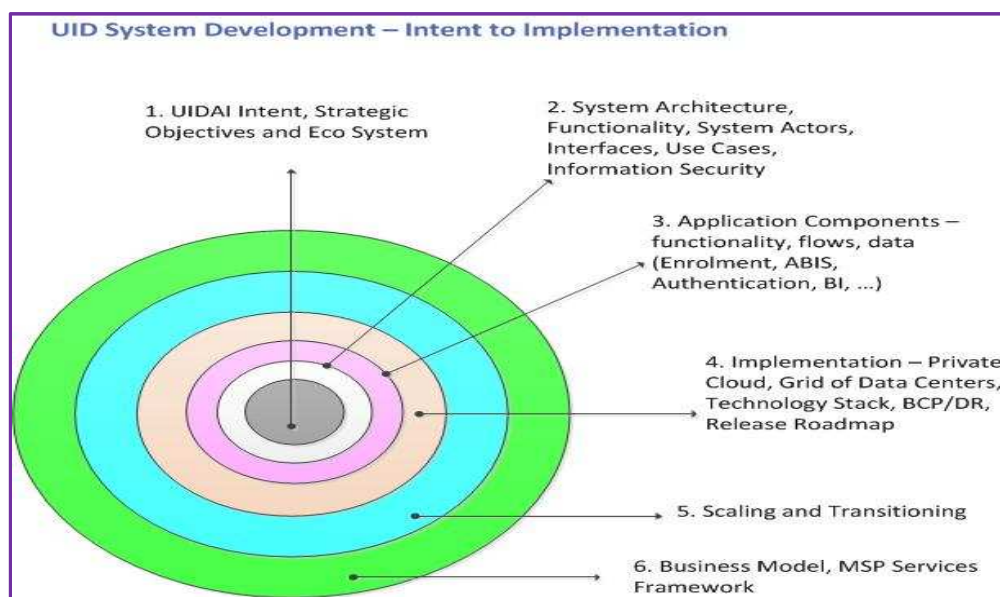 UID System Development – Intent to Implementation
1. UIDAI Intent, Strategic
Objectives and Eco System
2. System Architecture,
Functionality, System Actors,
Interfaces, Use Cases,
Information Security
3. Application Components –
functionality, flows, data
(Enrolment, ABIS,
Authentication, BI, ...)
4. Implementation – Private
Cloud, Grid of Data Centers,
Technology Stack, BCP/DR,
Release Roadmap
5. Scaling and Transitioning
6. Business Model, MSP Services
Framework